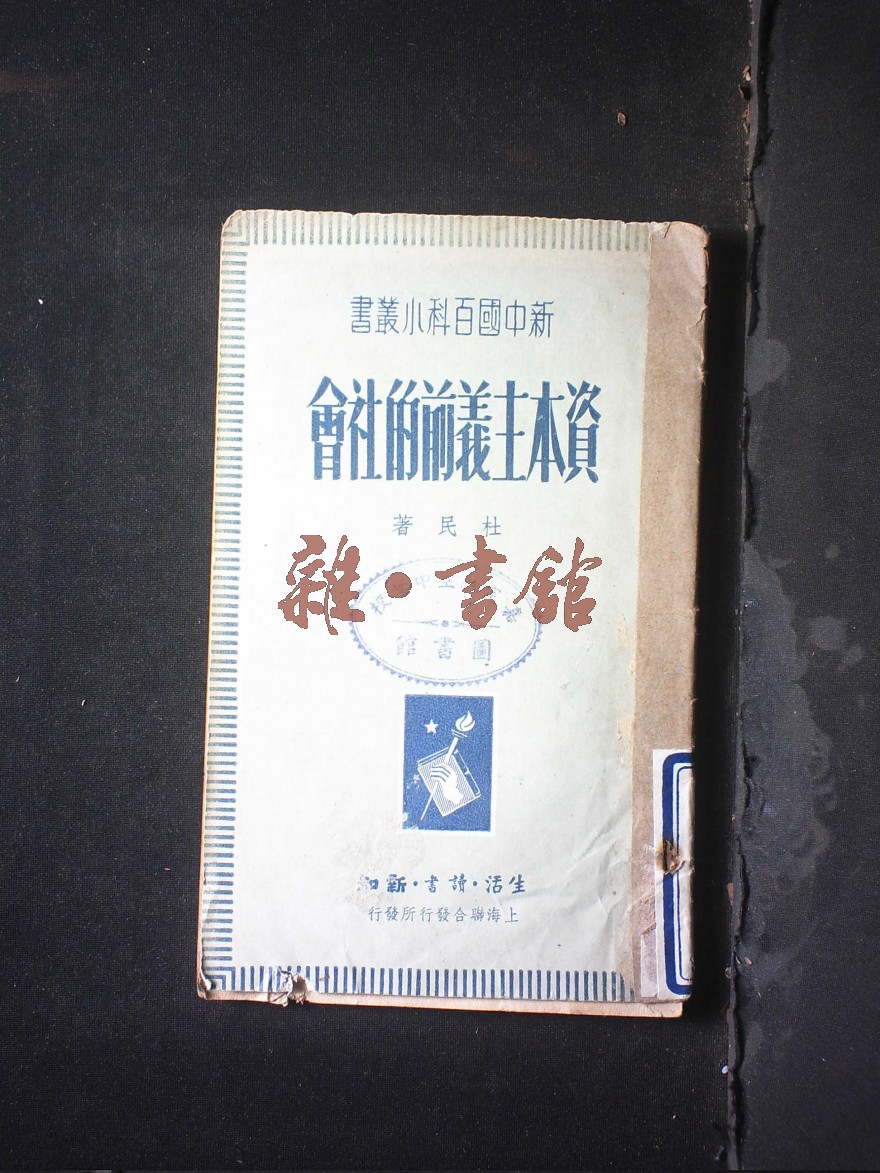 新中國百科小叢書
資本主義前的社會
杜民著
雜·書館
圖書館
生活·讀書·新知
上海聯合發行所發行